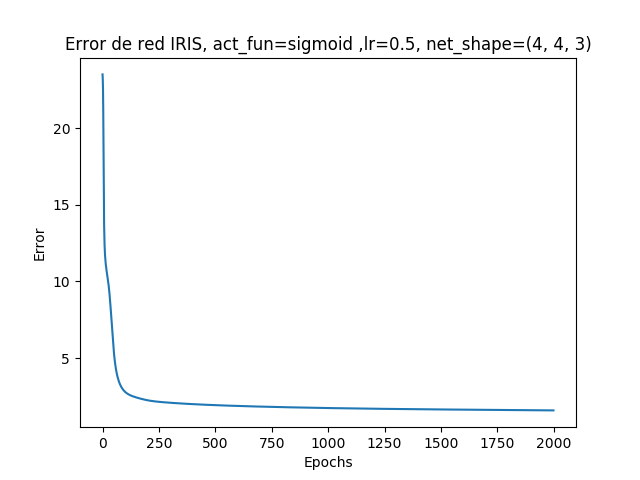 Error de red IRIS, act_fun=sigmoid ,lr=0.5, net_shape=(4, 4, 3)
20
15
10
5
Error
0 250 500 750 1000 1250 1500 1750 2000
Epochs